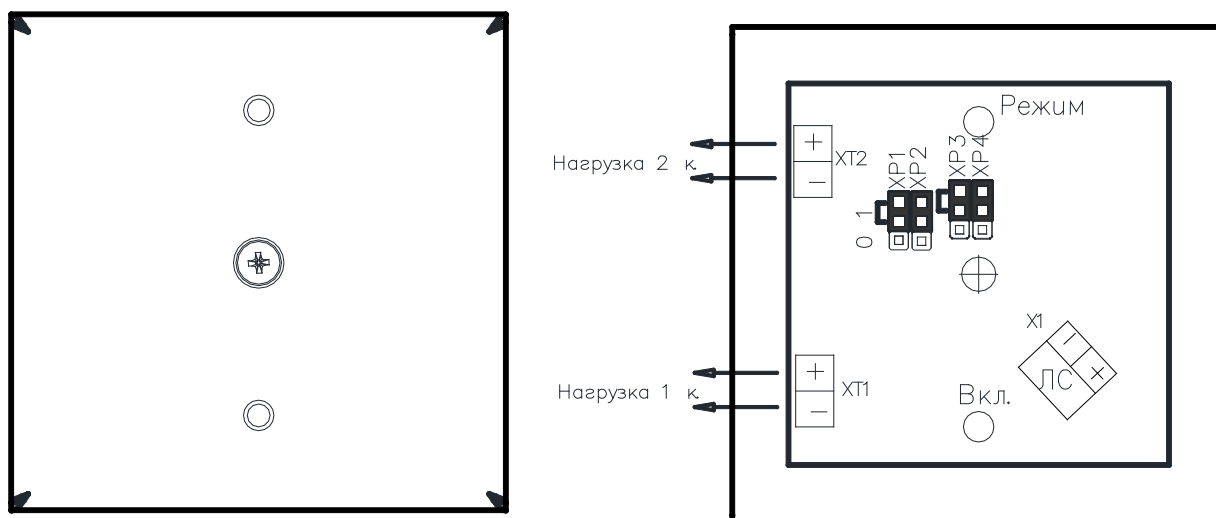 Режим
Нагрузка 2 к.
+
–
XT2
XP1
XP2
XP3
XP4
0 1
X1
–
+
ЛС
Нагрузка 1 к.
+
–
XT1
Вкл.